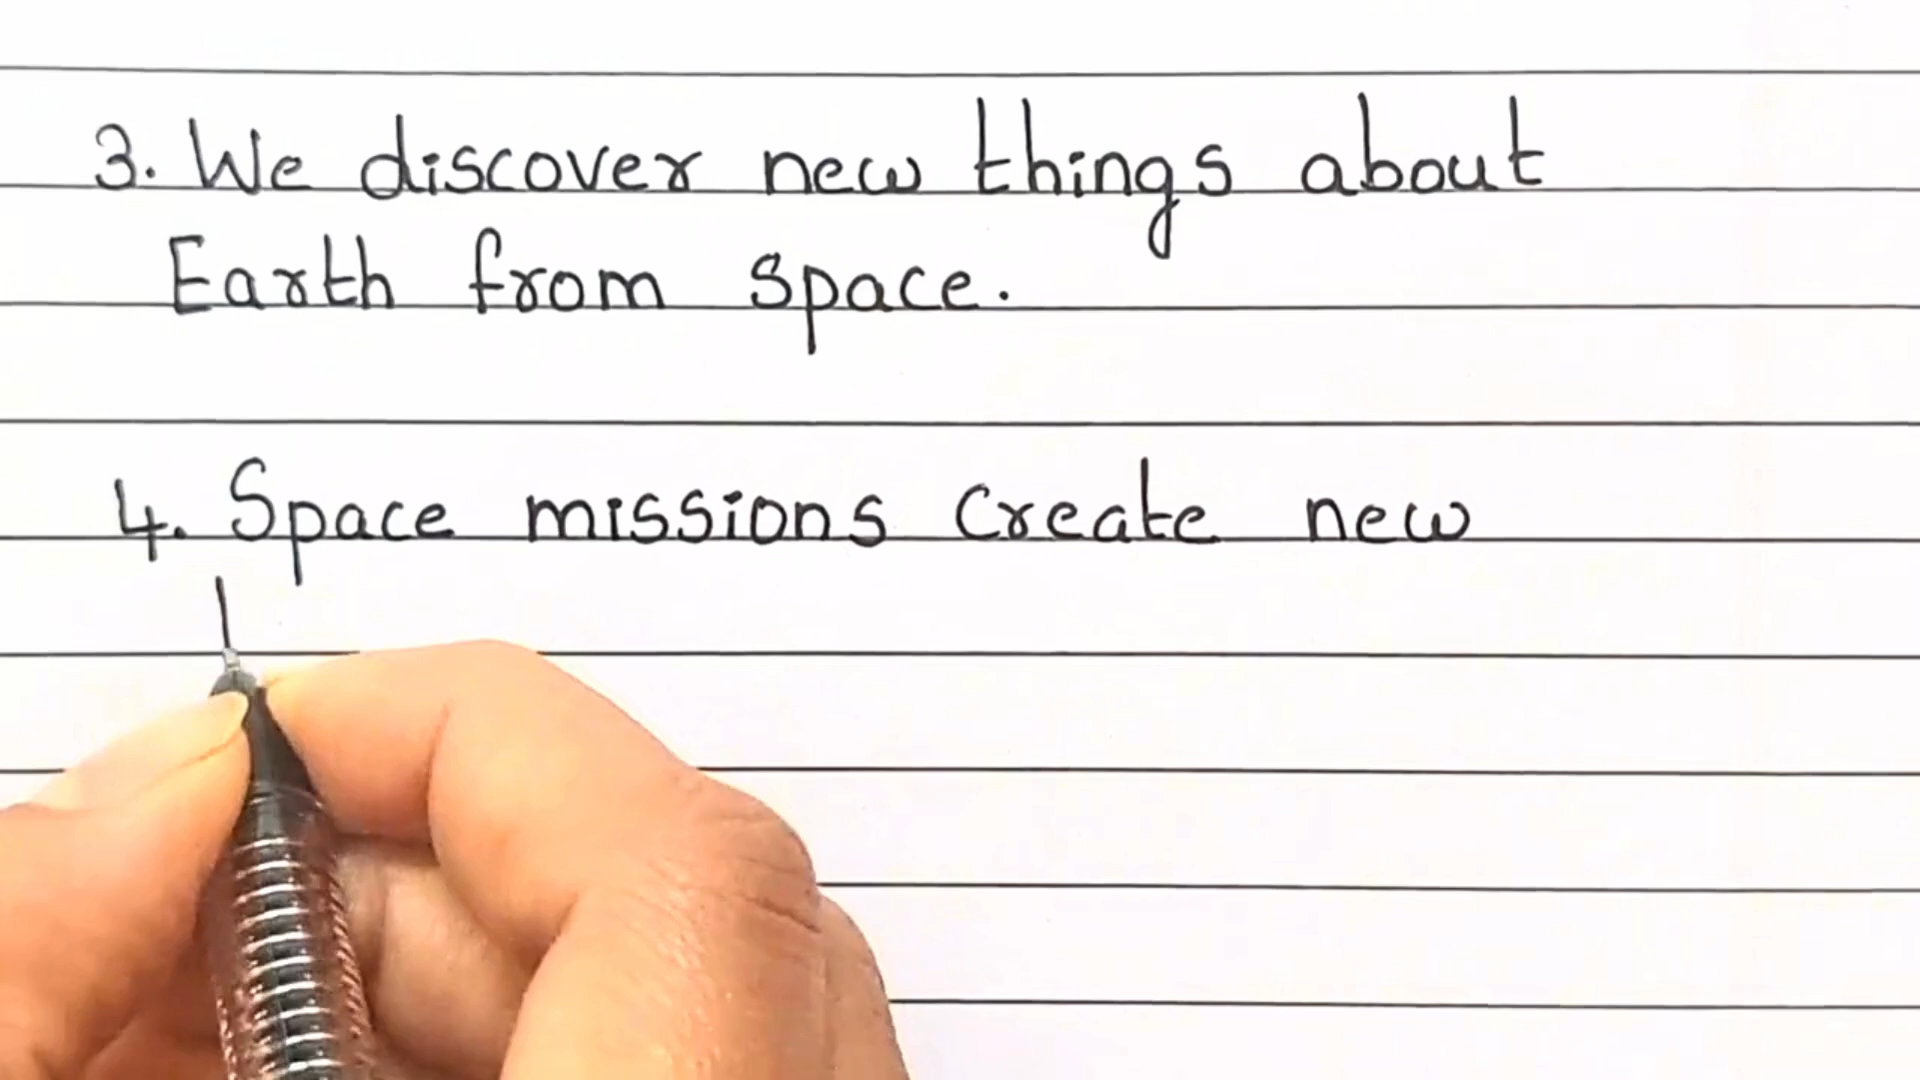 3. We discover new things about
Earth from space.
4. Space missions create new